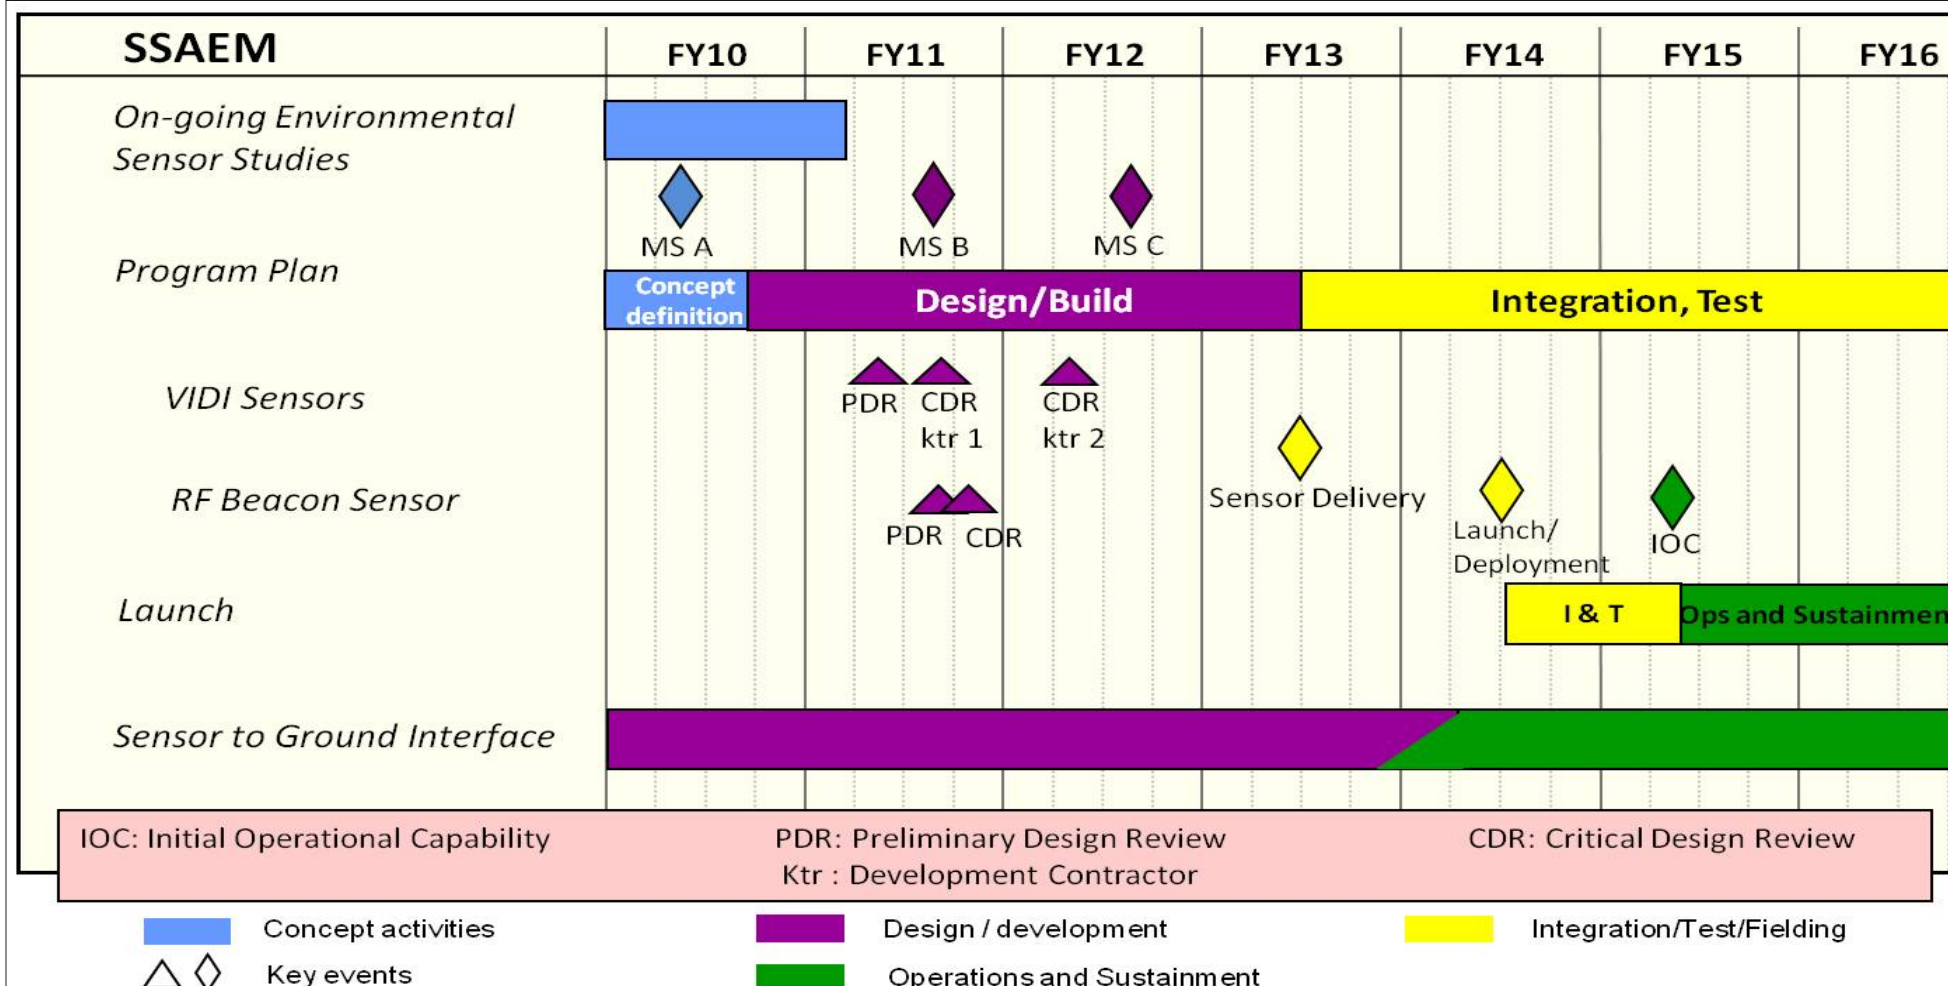 SSAEM FY10 FY11 FY12 FY13 FY14 FY15 FY16
On-going Environmental
Sensor Studies
MS A MS B MS C
Program Plan
Concept
definition
Design/Build
Integration, Test
VIDI Sensors
PDR CDR
ktr 1
CDR
ktr 2
Sensor Delivery
RF Beacon Sensor
PDR CDR
Launch/
Deployment
IOC
Launch
I & T
Ops and Sustainmen
Sensor to Ground Interface
IOC: Initial Operational Capability PDR: Preliminary Design Review CDR: Critical Design Review
Ktr : Development Contractor
Concept activities Design / development Integration/Test/Fielding
Key events Operations and Sustainment